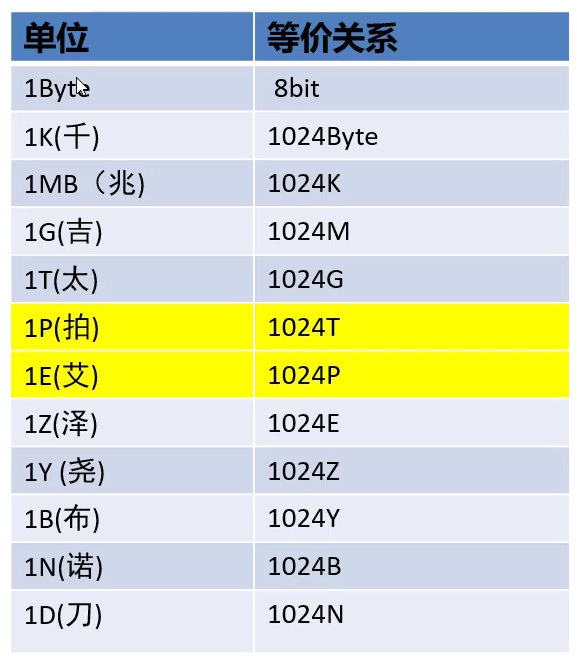 单位 等价关系
1Byte 8bit
1K(千) 1024Byte
1MB（兆) 1024K
1G(吉) 1024M
1T(太) 1024G
1P(拍) 1024T
1E(艾) 1024P
1Z(泽) 1024E
1Y (尧) 1024Z
1B(布) 1024Y
1N(诺) 1024B
1D(刀) 1024N